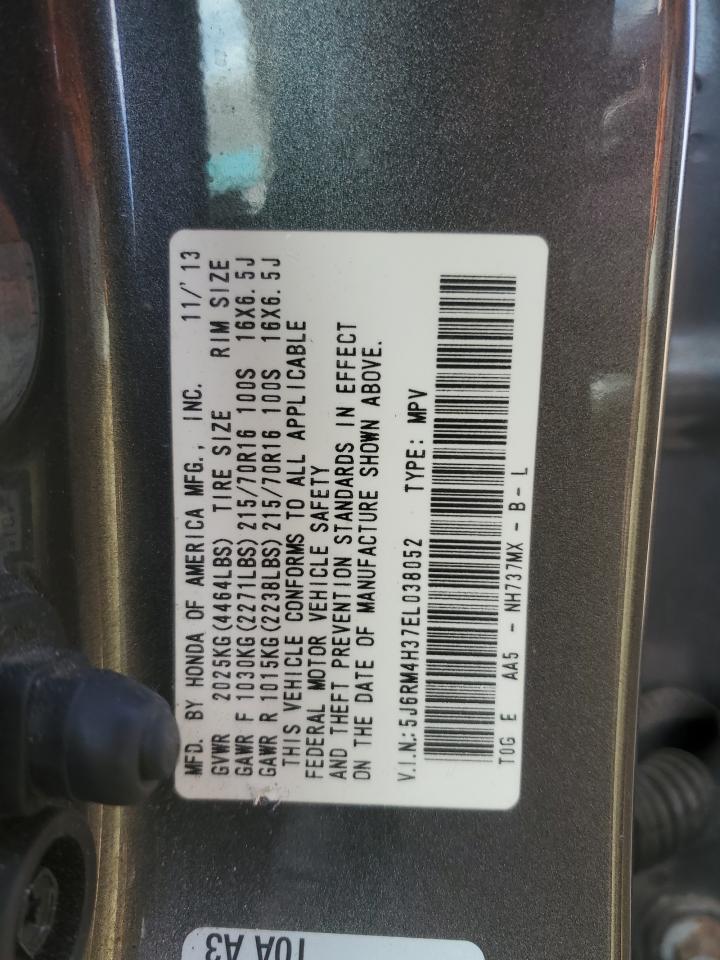 MFD. BY HONDA OF AMERICA MFG., INC. 11/'13
GVWR 2025KG(4464LBS) TIRE SIZE RIM SIZE
GAWR F 1030KG(2271LBS) 215/70R16 100S 16X6.5J
GAWR R 1015KG(2238LBS) 215/70R16 100S 16X6.5J
THIS VEHICLE CONFORMS TO ALL APPLICABLE
FEDERAL MOTOR VEHICLE SAFETY
AND THEFT PREVENTION STANDARDS IN EFFECT
ON THE DATE OF MANUFACTURE SHOWN ABOVE.
V.I.N.: 5J6RM4H37EL038052 TYPE: MPV
T0G E AA5 - NH737MX - B - L
10A A3